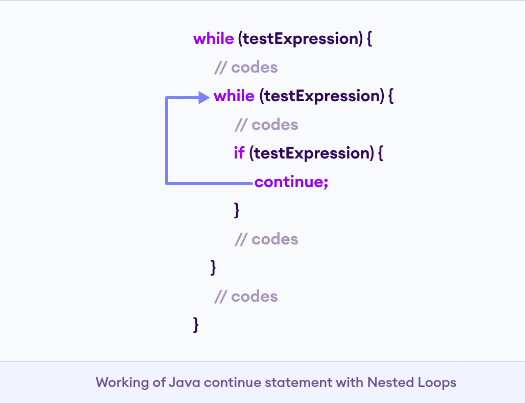 while (testExpression) {
// codes
while (testExpression) {
// codes
if (testExpression) {
continue;
}
// codes
}
// codes
}
Working of Java continue statement with Nested Loops